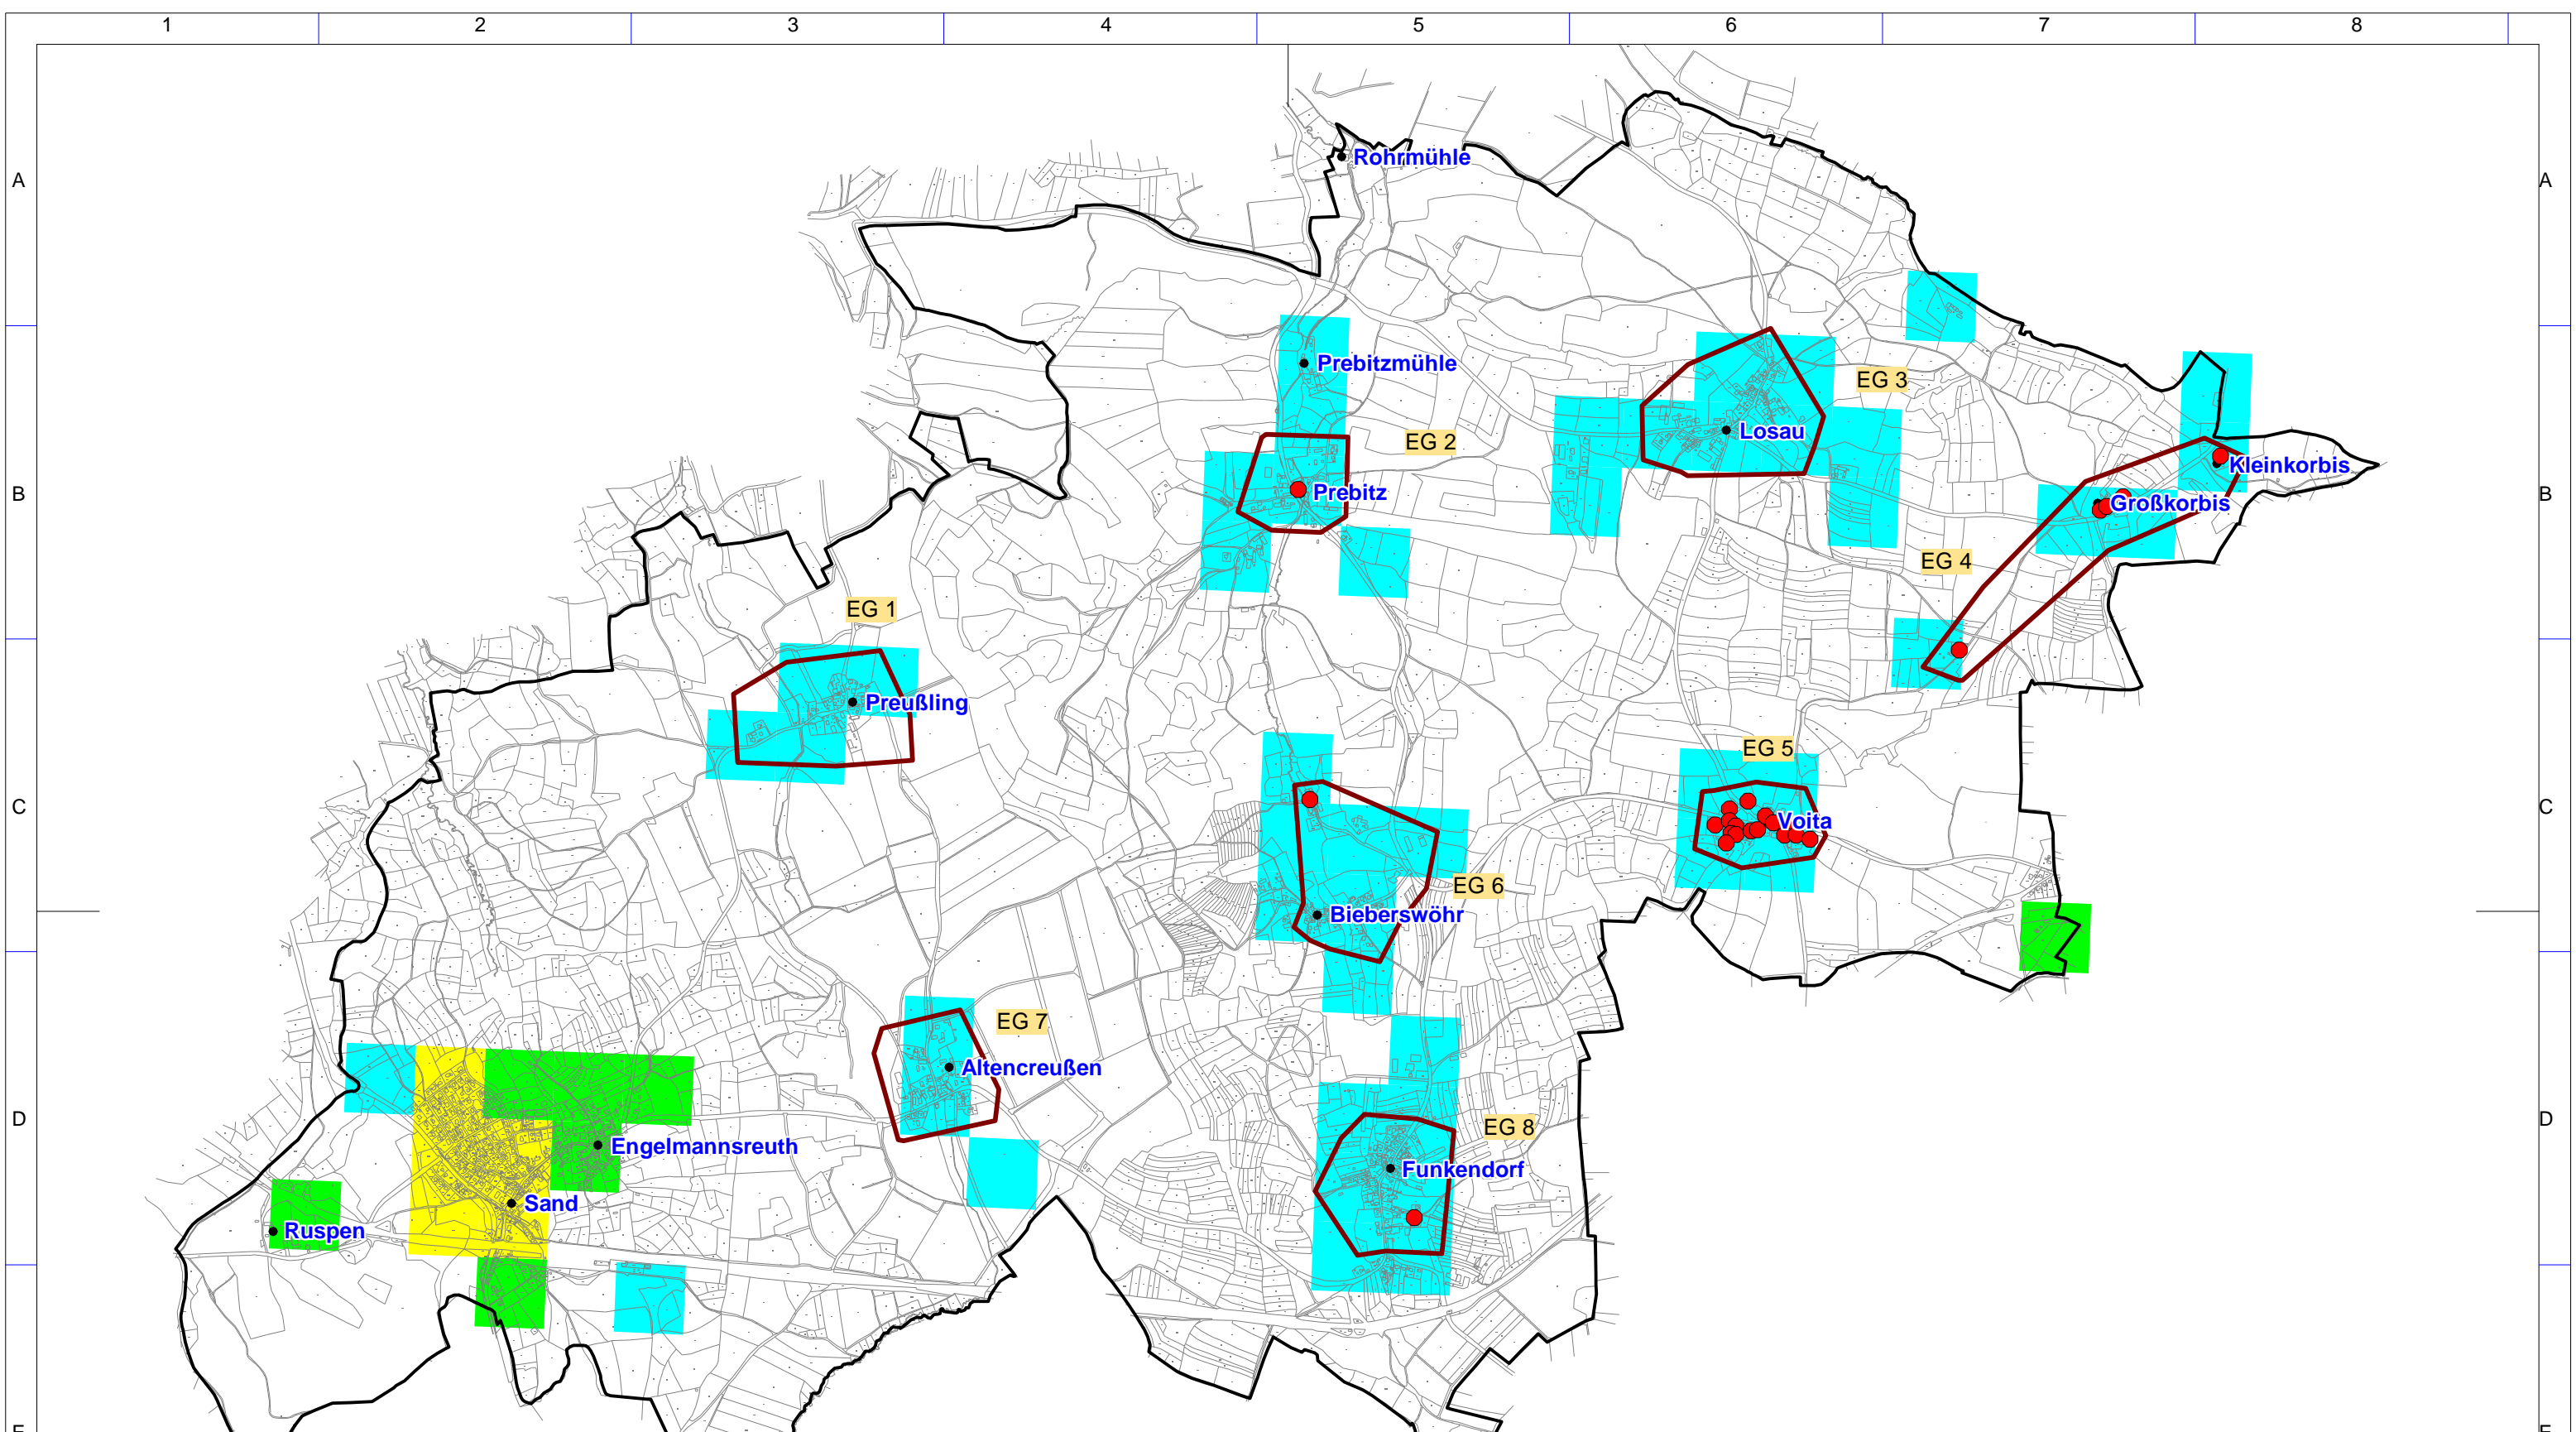 1 2 3 4 5 6 7 8
A A
Rohrmühle
Prebitzmühle
EG 3
EG 2
Losau
Kleinkorbis
B B
Prebitz
Großkorbis
EG 4
EG 1
Preußling
EG 5
C C
Voita
EG 6
Bieberswöhr
EG 7
Altencreußen
D D
EG 8
Engelmannsreuth
Funkendorf
Sand
Ruspen